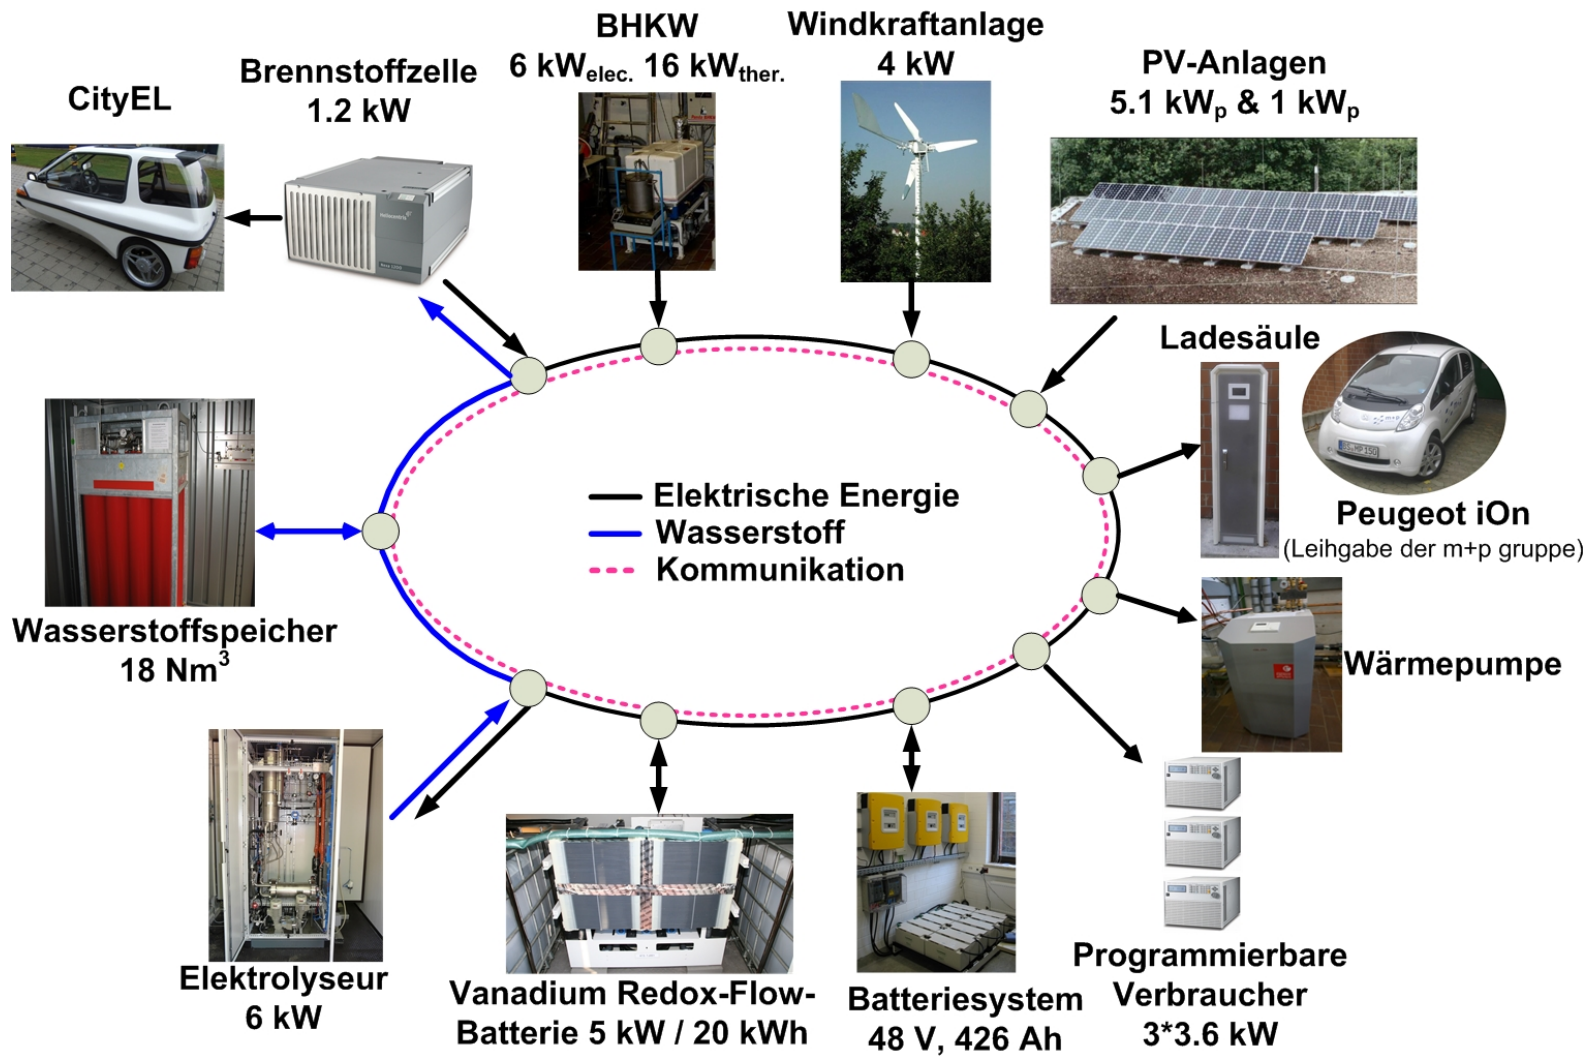 CityEL
Brennstoffzelle
1.2 kW
BHKW
6 kWelec. 16 kWther.
Windkraftanlage
4 kW
PV-Anlagen
5.1 kWp & 1 kWp
Ladesäule
Peugeot iOn
(Leihgabe der m+p gruppe)
Elektrische Energie
Wasserstoff
Kommunikation
Wasserstoffspeicher
18 Nm³
Wärmepumpe
Elektrolyseur
6 kW
Vanadium Redox-Flow-
Batterie 5 kW / 20 kWh
Batteriesystem
48 V, 426 Ah
Programmierbare
Verbraucher
3*3.6 kW